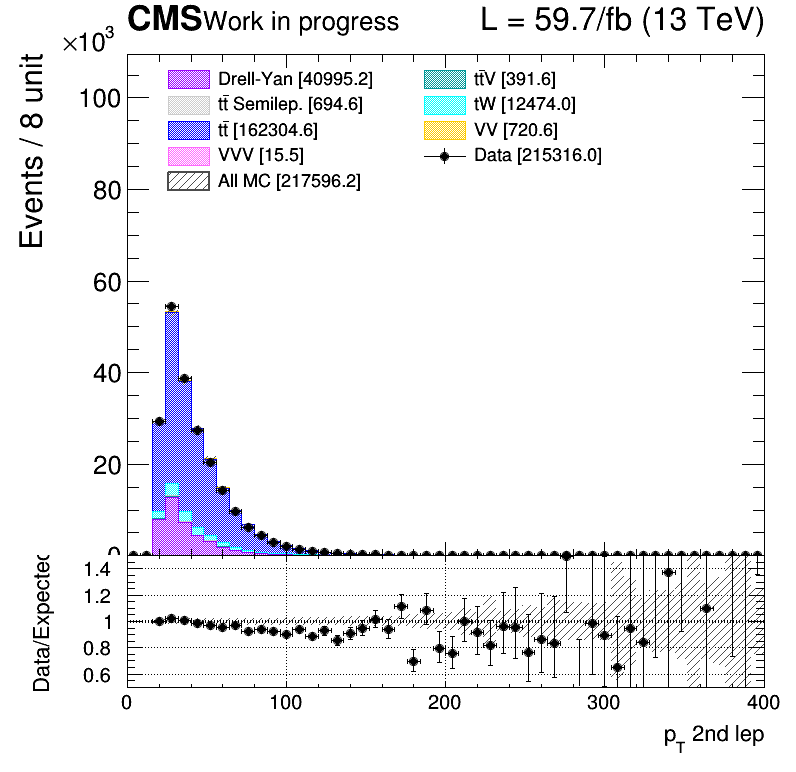 CMS Work in progress L = 59.7/fb (13 TeV)
×10³
Events / 8 unit
Drell-Yan [40995.2]
tt̄ Semilep. [694.6]
tt̄ [162304.6]
VVV [15.5]
All MC [217596.2]
tt̄V [391.6]
tW [12474.0]
VV [720.6]
Data [215316.0]
100
80
60
40
20
0
Data/Expected
1.4
1.2
1
0.8
0.6
0 100 200 300 400
p_T 2nd lep